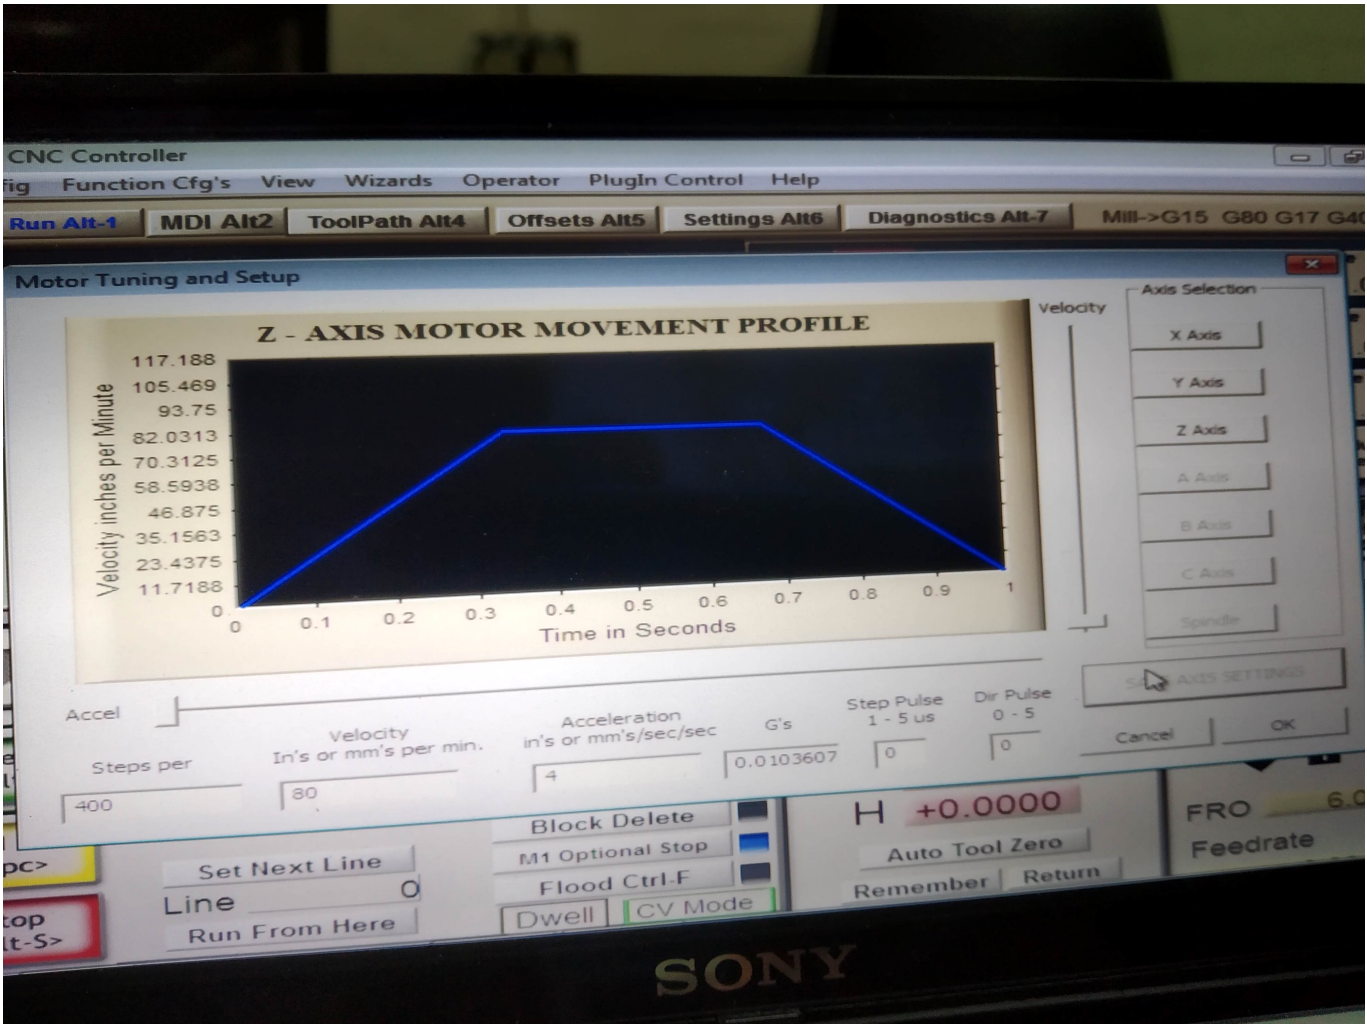 CNC Controller
fig Function Cfg's View Wizards Operator PlugIn Control Help
Run Alt-1 MDI Alt2 ToolPath Alt4 Offsets Alt5 Settings Alt6 Diagnostics Alt-7 Mill->G15 G80 G17 G40
Motor Tuning and Setup
Z - AXIS MOTOR MOVEMENT PROFILE
Velocity inches per Minute
117.188
105.469
93.75
82.0313
70.3125
58.5938
46.875
35.1563
23.4375
11.7188
0
0 0.1 0.2 0.3 0.4 0.5 0.6 0.7 0.8 0.9 1
Time in Seconds
Velocity
Axis Selection
X Axis
Y Axis
Z Axis
A Axis
B Axis
C Axis
Spindle
AXIS SETTINGS
Cancel OK
Accel
Steps per
400
Velocity
In's or mm's per min.
80
Acceleration
in's or mm's/sec/sec
4
G's
0.0103607
Step Pulse
1 - 5 us
0
Dir Pulse
0 - 5
0
pc>
top
lt-S>
Set Next Line
Line 0
Run From Here
Block Delete
M1 Optional Stop
Flood Ctrl-F
Dwell CV Mode
H +0.0000
Auto Tool Zero
Remember Return
FRO 6.0
Feedrate
SONY